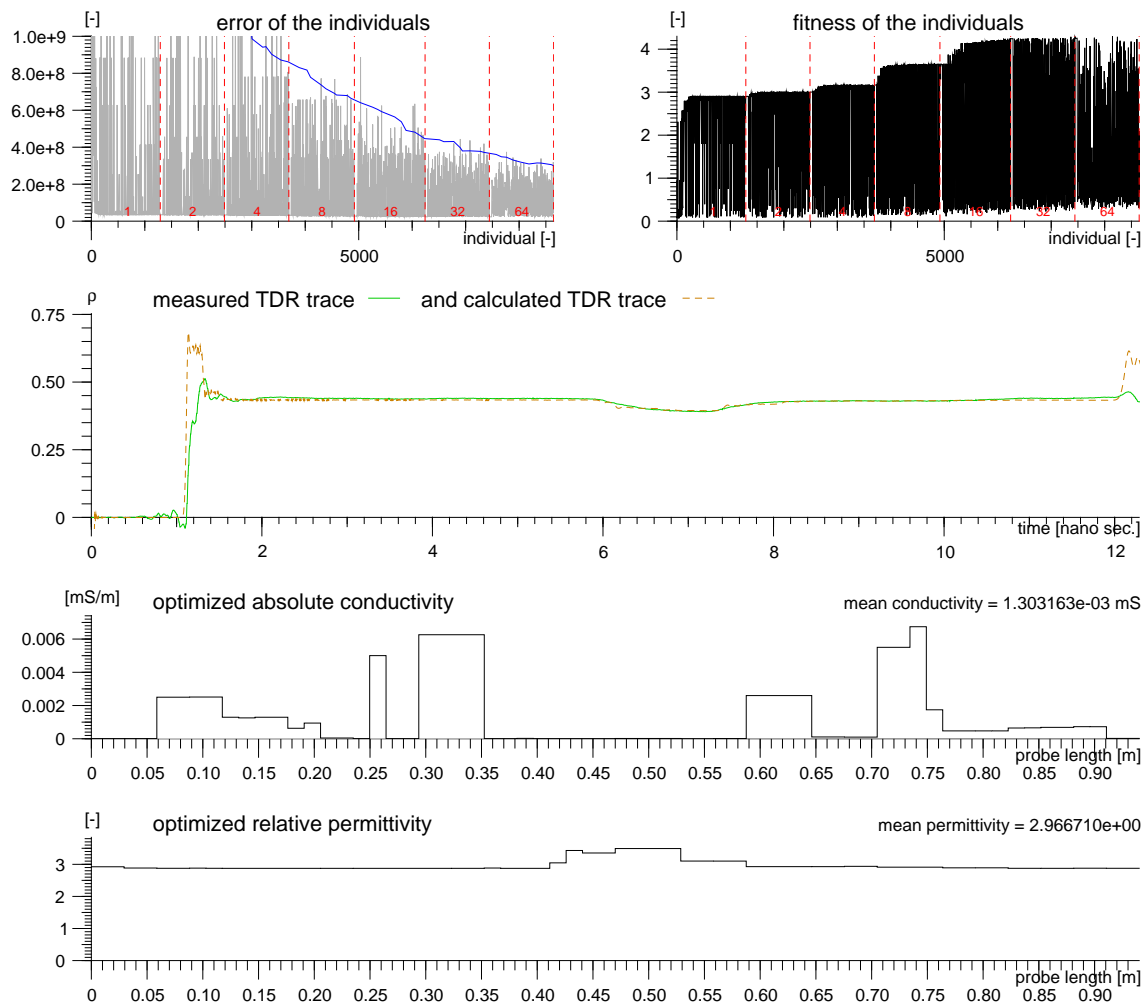 [-] error of the individuals
1.0e+9
8.0e+8
6.0e+8
4.0e+8
2.0e+8
0
1 2 4 8 16 32 64
individual [-]
0 5000
[-] fitness of the individuals
4
3
2
1
0
1 2 4 8 16 32 64
individual [-]
0 5000
ρ measured TDR trace and calculated TDR trace
0.75
0.50
0.25
0
time [nano sec.]
0 2 4 6 8 10 12
[mS/m] optimized absolute conductivity mean conductivity = 1.303163e-03 mS
0.006
0.004
0.002
0
probe length [m]
0 0.05 0.10 0.15 0.20 0.25 0.30 0.35 0.40 0.45 0.50 0.55 0.60 0.65 0.70 0.75 0.80 0.85 0.90
[-] optimized relative permittivity mean permittivity = 2.966710e+00
3
2
1
0
probe length [m]
0 0.05 0.10 0.15 0.20 0.25 0.30 0.35 0.40 0.45 0.50 0.55 0.60 0.65 0.70 0.75 0.80 0.85 0.90